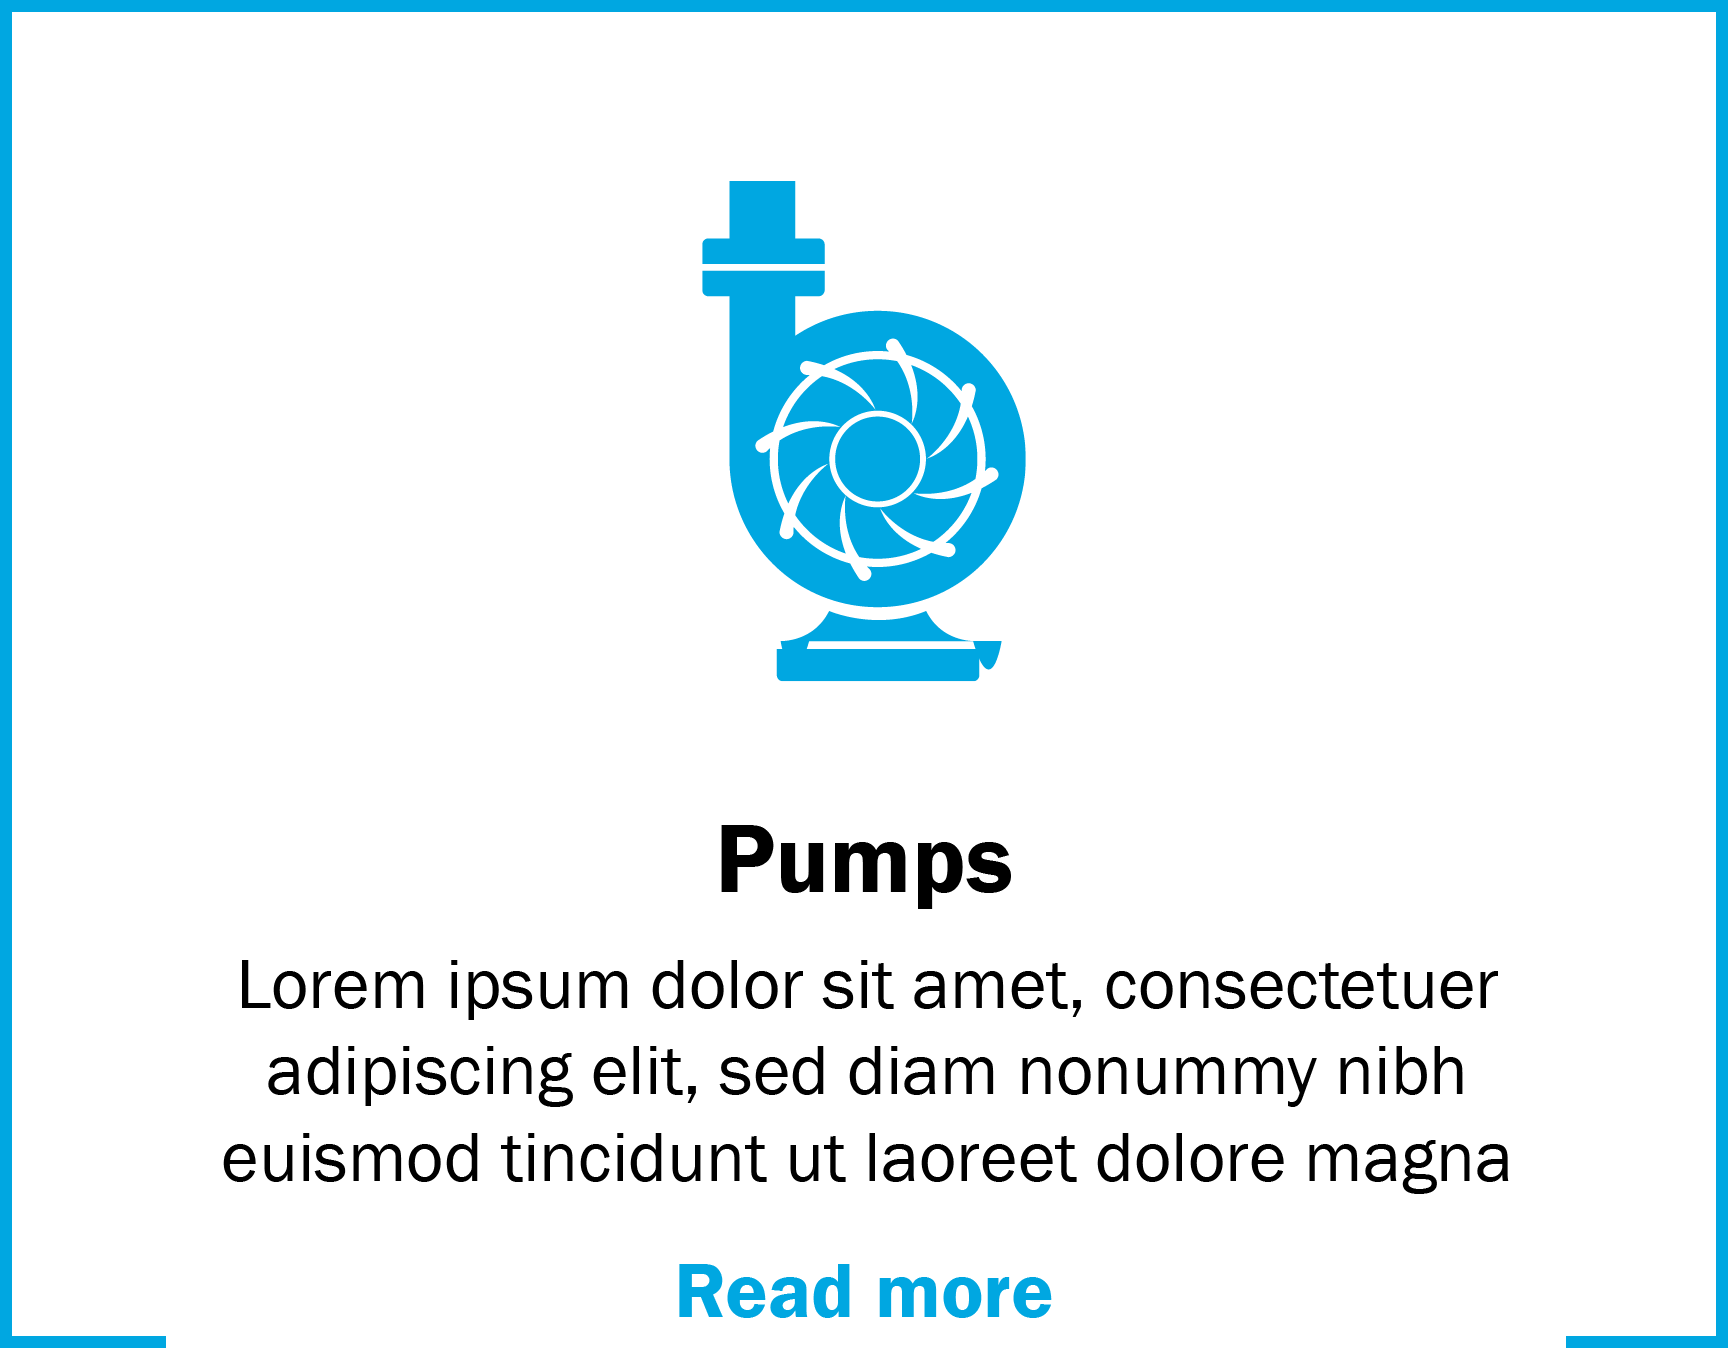 Pumps
Lorem ipsum dolor sit amet, consectetuer
adipiscing elit, sed diam nonummy nibh
euismod tincidunt ut laoreet dolore magna
Read more